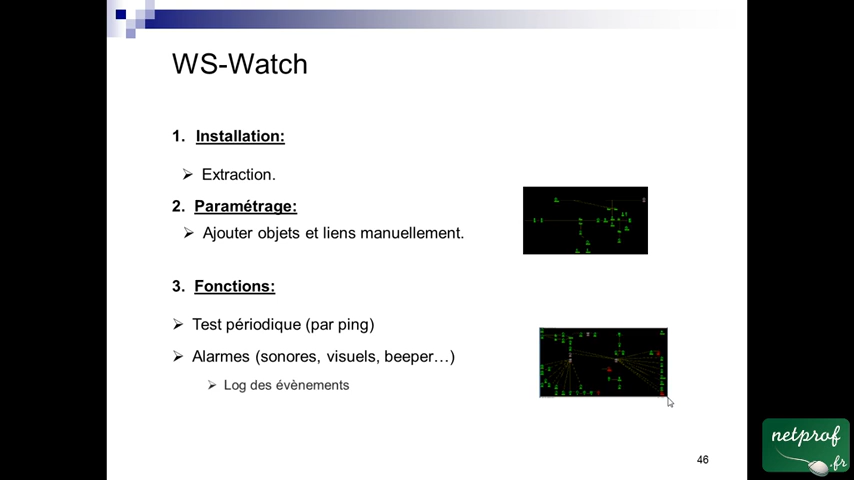 WS-Watch
1. Installation:
➢ Extraction.
2. Paramétrage:
➢ Ajouter objets et liens manuellement.
3. Fonctions:
➢ Test périodique (par ping)
➢ Alarmes (sonores, visuels, beeper…)
➢ Log des évènements
46
netprof
.fr